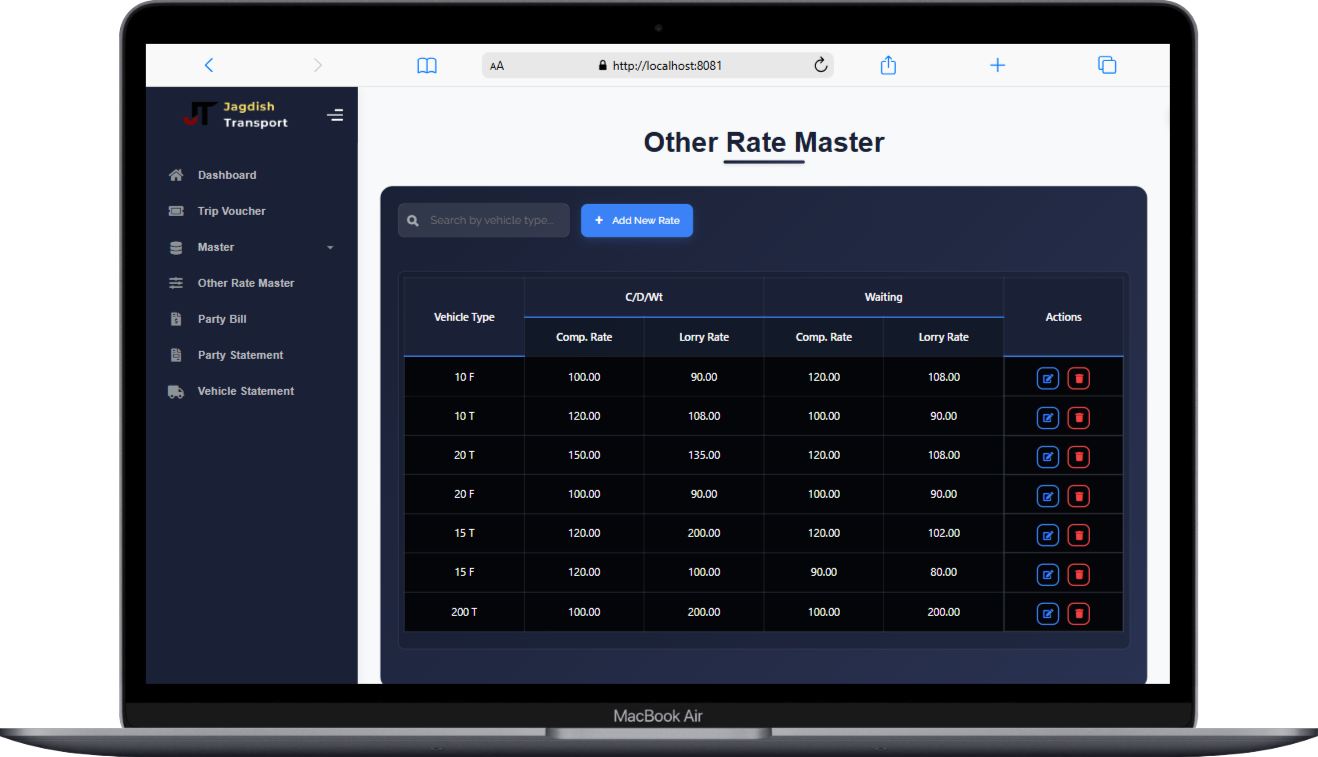 AA http://localhost:8081
JT
Jagdish
Transport
Dashboard
Trip Voucher
Master
Other Rate Master
Party Bill
Party Statement
Vehicle Statement
Other Rate Master
Search by vehicle type...
+ Add New Rate
Vehicle Type C/D/Wt Waiting Actions
Comp. Rate Lorry Rate Comp. Rate Lorry Rate
10 F 100.00 90.00 120.00 108.00
10 T 120.00 108.00 100.00 90.00
20 T 150.00 135.00 120.00 108.00
20 F 100.00 90.00 100.00 90.00
15 T 120.00 200.00 120.00 102.00
15 F 120.00 100.00 90.00 80.00
200 T 100.00 200.00 100.00 200.00
MacBook Air